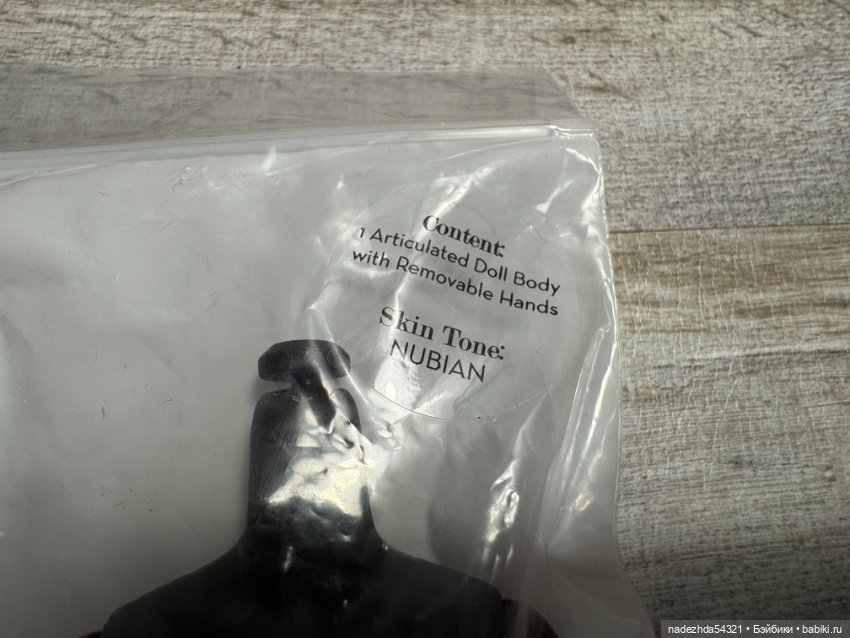 Content:
1 Articulated Doll Body
with Removable Hands
Skin Tone:
NUBIAN
nadezhda54321 • Бэйбики • babiki.ru